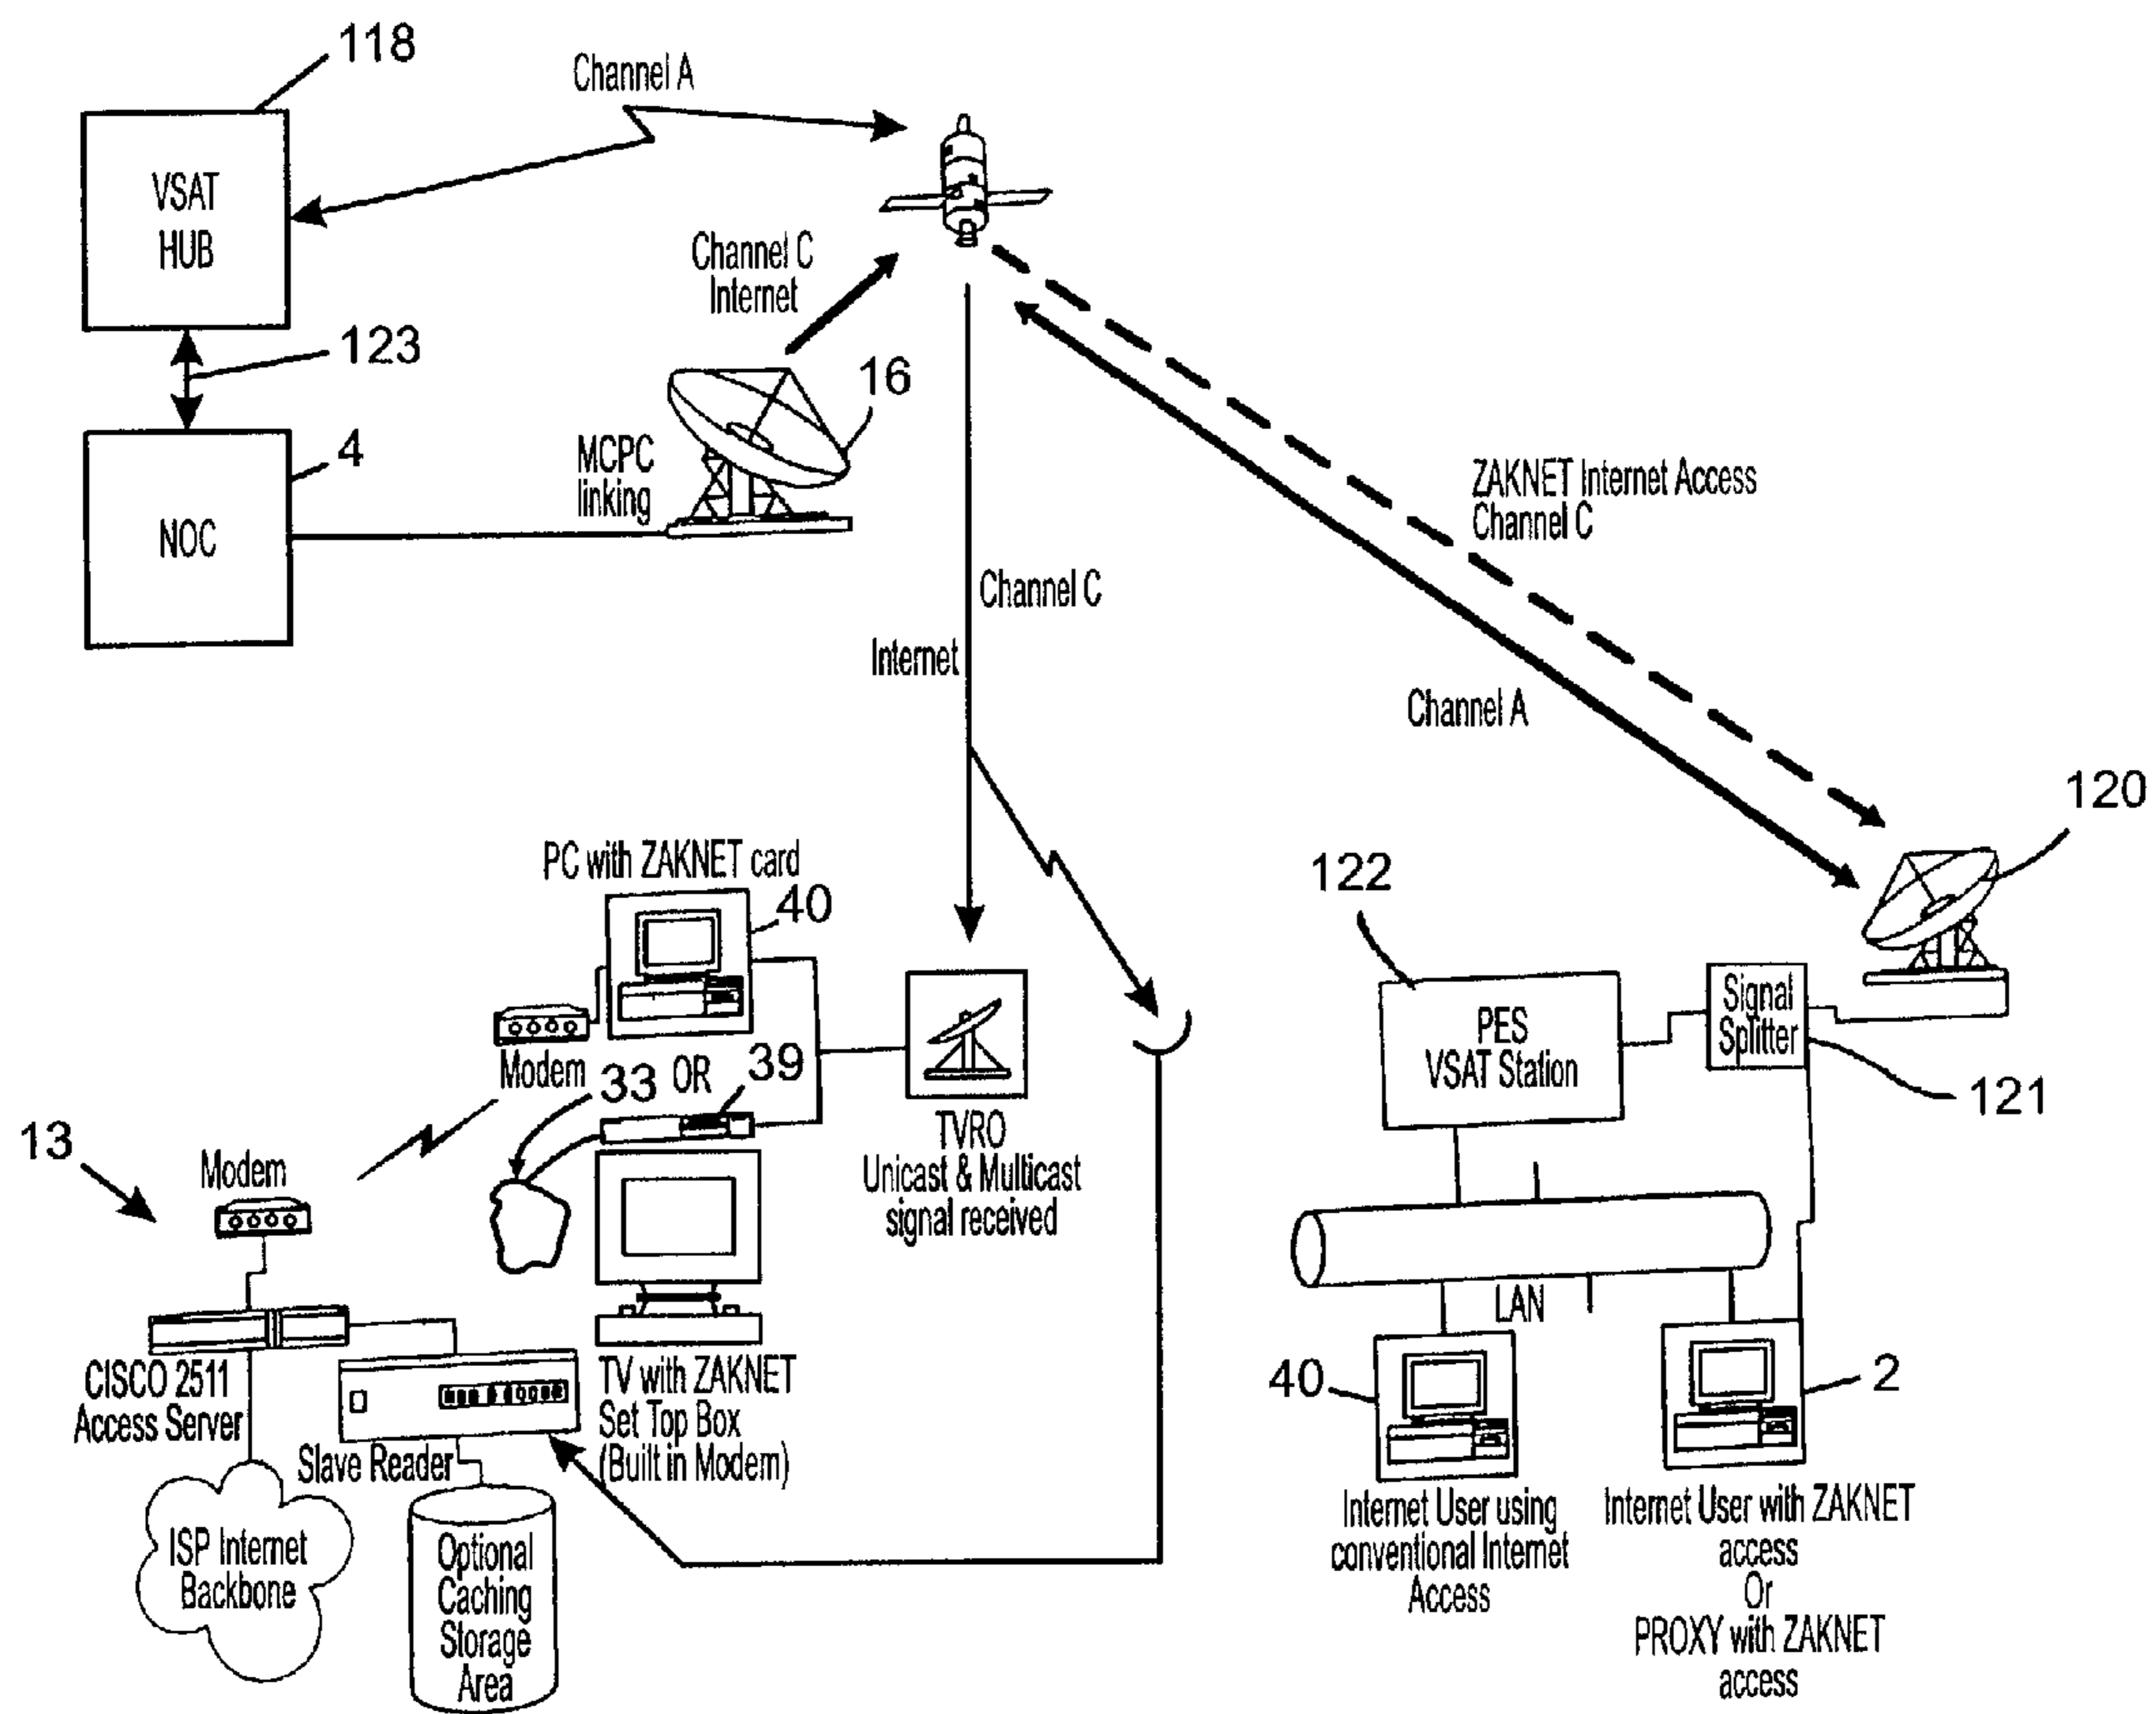 118
Channel A
VSAT
HUB
Channel C
Internet
123
16
4
MCPC
linking
NOC
ZAKNET Internet Access
Channel C
Channel C
Internet
Channel A
120
PC with ZAKNET card
40
122
Signal
Splitter
PES
VSAT Station
121
Modem
33
OR
39
TVRO
Unicast & Multicast
signal received
13
Modem
LAN
CISCO 2511
Access Server
TV with ZAKNET
Set Top Box
(Built in Modem)
40
2
Slave Reader
ISP Internet
Backbone
Optional
Caching
Storage
Area
Internet User using
conventional Internet
Access
Internet User with ZAKNET
access
Or
PROXY with ZAKNET
access